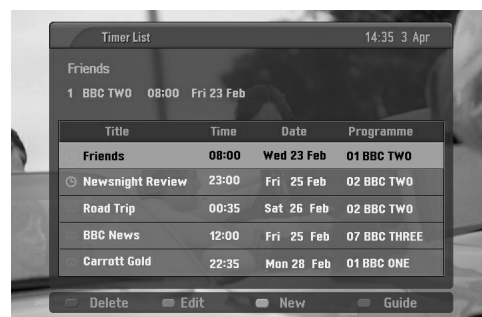 Timer List 14:35 3 Apr
Friends
1 BBC TWO 08:00 Fri 23 Feb
Title Time Date Programme
Friends 08:00 Wed 23 Feb 01 BBC TWO
Newsnight Review 23:00 Fri 25 Feb 02 BBC TWO
Road Trip 00:35 Sat 26 Feb 02 BBC TWO
BBC News 12:00 Fri 25 Feb 07 BBC THREE
Carrott Gold 22:35 Mon 28 Feb 01 BBC ONE
Delete Edit New Guide